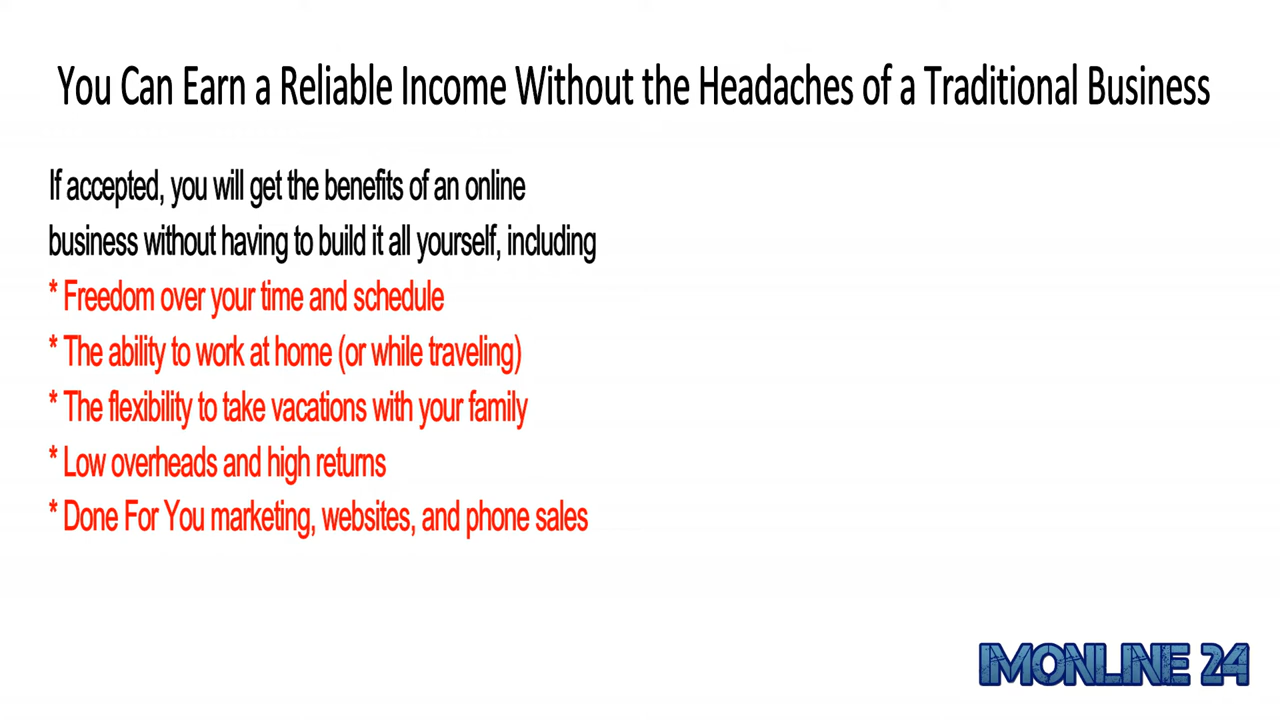 You Can Earn a Reliable Income Without the Headaches of a Traditional Business
If accepted, you will get the benefits of an online
business without having to build it all yourself, including
* Freedom over your time and schedule
* The ability to work at home (or while traveling)
* The flexibility to take vacations with your family
* Low overheads and high returns
* Done For You marketing, websites, and phone sales
IMONLINE 24